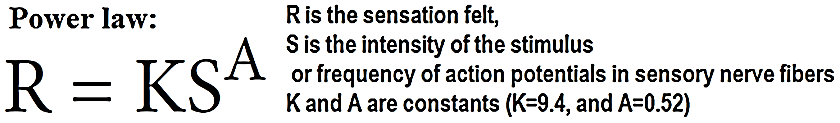 Power law:
R = KS^A
R is the sensation felt,
S is the intensity of the stimulus
or frequency of action potentials in sensory nerve fibers
K and A are constants (K=9.4, and A=0.52)